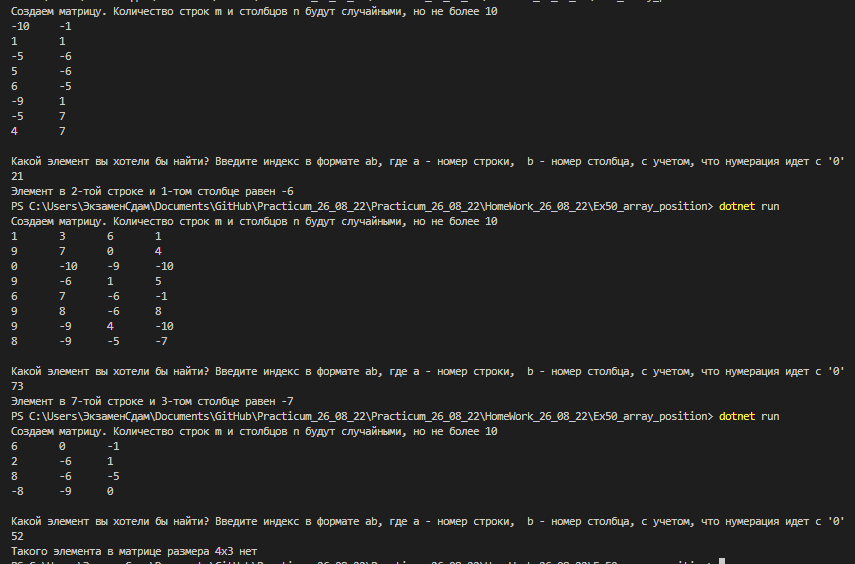 Создаем матрицу. Количество строк m и столбцов n будут случайными, но не более 10
-10 -1
1 1
-5 -6
5 -6
6 -5
-9 1
-5 7
4 7
Какой элемент вы хотели бы найти? Введите индекс в формате ab, где a - номер строки, b - номер столбца, с учетом, что нумерация идет с '0'
21
Элемент в 2-той строке и 1-том столбце равен -6
PS C:\Users\ЭкзаменСдам\Documents\GitHub\Practicum_26_08_22\Practicum_26_08_22\HomeWork_26_08_22\Ex50_array_position> dotnet run
Создаем матрицу. Количество строк m и столбцов n будут случайными, но не более 10
1 3 6 1
9 7 0 4
0 -10 -9 -10
9 -6 1 5
6 7 -6 -1
9 8 -6 8
9 -9 4 -10
8 -9 -5 -7
Какой элемент вы хотели бы найти? Введите индекс в формате ab, где a - номер строки, b - номер столбца, с учетом, что нумерация идет с '0'
73
Элемент в 7-той строке и 3-том столбце равен -7
PS C:\Users\ЭкзаменСдам\Documents\GitHub\Practicum_26_08_22\Practicum_26_08_22\HomeWork_26_08_22\Ex50_array_position> dotnet run
Создаем матрицу. Количество строк m и столбцов n будут случайными, но не более 10
6 0 -1
2 -6 1
8 -6 -5
-8 -9 0
Какой элемент вы хотели бы найти? Введите индекс в формате ab, где a - номер строки, b - номер столбца, с учетом, что нумерация идет с '0'
52
Такого элемента в матрице размера 4x3 нет